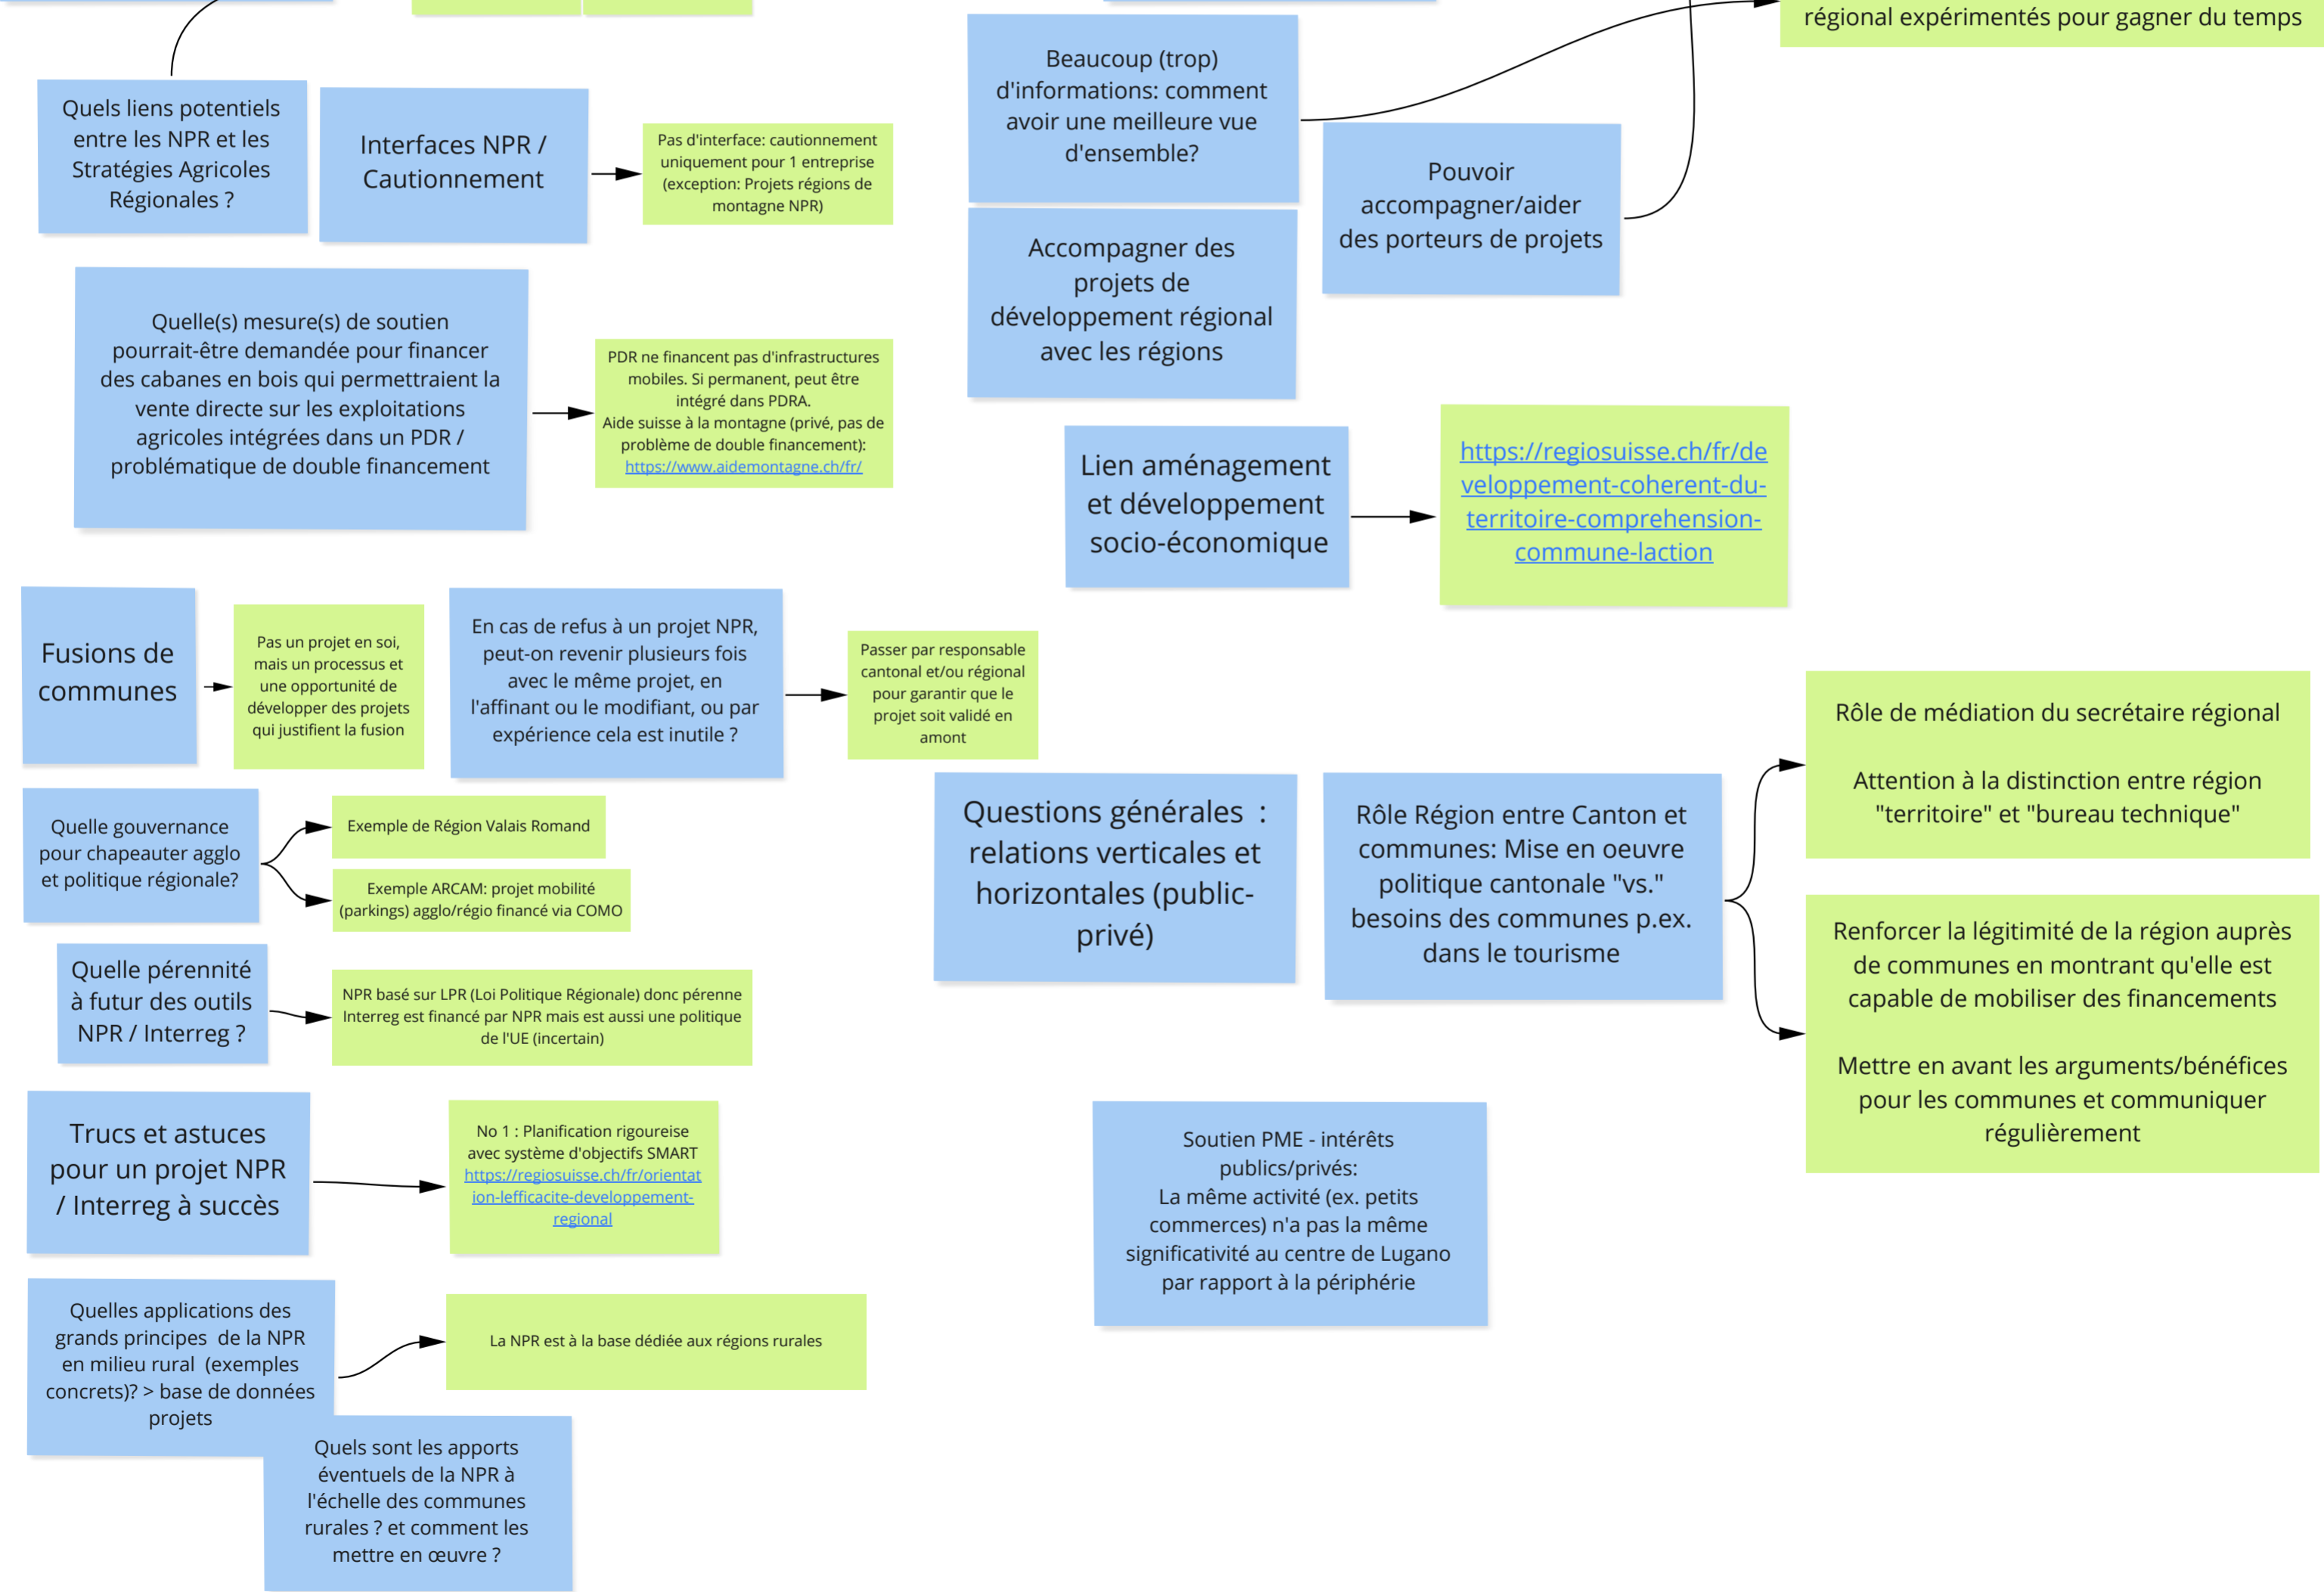 régional expérimentés pour gagner du temps
Quels liens potentiels
entre les NPR et les
Stratégies Agricoles
Régionales ?
Interfaces NPR /
Cautionnement
Pas d'interface: cautionnement
uniquement pour 1 entreprise
(exception: Projets régions de
montagne NPR)
Beaucoup (trop)
d'informations: comment
avoir une meilleure vue
d'ensemble?
Pouvoir
accompagner/aider
des porteurs de projets
Accompagner des
projets de
développement régional
avec les régions
Quelle(s) mesure(s) de soutien
pourrait-être demandée pour financer
des cabanes en bois qui permettraient la
vente directe sur les exploitations
agricoles intégrées dans un PDR /
problématique de double financement
PDR ne financent pas d'infrastructures
mobiles. Si permanent, peut être
intégré dans PDRA.
Aide suisse à la montagne (privé, pas de
problème de double financement):
https://www.aidemontagne.ch/fr/
Lien aménagement
et développement
socio-économique
https://regiosuisse.ch/fr/de
veloppement-coherent-du-
territoire-comprehension-
commune-laction
Fusions de
communes
Pas un projet en soi,
mais un processus et
une opportunité de
développer des projets
qui justifient la fusion
En cas de refus à un projet NPR,
peut-on revenir plusieurs fois
avec le même projet, en
l'affinant ou le modifiant, ou par
expérience cela est inutile ?
Passer par responsable
cantonal et/ou régional
pour garantir que le
projet soit validé en
amont
Quelle gouvernance
pour chapeauter agglo
et politique régionale?
Exemple de Région Valais Romand
Exemple ARCAM: projet mobilité
(parkings) agglo/régio financé via COMO
Questions générales  :
relations verticales et
horizontales (public-
privé)
Rôle Région entre Canton et
communes: Mise en oeuvre
politique cantonale "vs."
besoins des communes p.ex.
dans le tourisme
Rôle de médiation du secrétaire régional
Attention à la distinction entre région
"territoire" et "bureau technique"
Renforcer la légitimité de la région auprès
de communes en montrant qu'elle est
capable de mobiliser des financements
Mettre en avant les arguments/bénéfices
pour les communes et communiquer
régulièrement
Quelle pérennité
à futur des outils
NPR / Interreg ?
NPR basé sur LPR (Loi Politique Régionale) donc pérenne
Interreg est financé par NPR mais est aussi une politique
de l'UE (incertain)
Trucs et astuces
pour un projet NPR
/ Interreg à succès
No 1 : Planification rigoureise
avec système d'objectifs SMART
https://regiosuisse.ch/fr/orientat
ion-lefficacite-developpement-
regional
Soutien PME - intérêts
publics/privés:
La même activité (ex. petits
commerces) n'a pas la même
significativité au centre de Lugano
par rapport à la périphérie
Quelles applications des
grands principes  de la NPR
en milieu rural  (exemples
concrets)? > base de données
projets
La NPR est à la base dédiée aux régions rurales
Quels sont les apports
éventuels de la NPR à
l'échelle des communes
rurales ? et comment les
mettre en œuvre ?